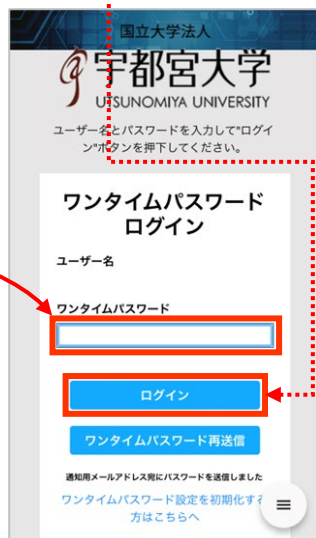 国立大学法人
宇都宮大学
UTSUNOMIYA UNIVERSITY
ユーザー名とパスワードを入力して"ログイ
ン"ボタンを押下してください。
ワンタイムパスワード
ログイン
ユーザー名
ワンタイムパスワード
ログイン
ワンタイムパスワード再送信
通知用メールアドレス宛にパスワードを送信しました
ワンタイムパスワード設定を初期化する
方はこちらへ